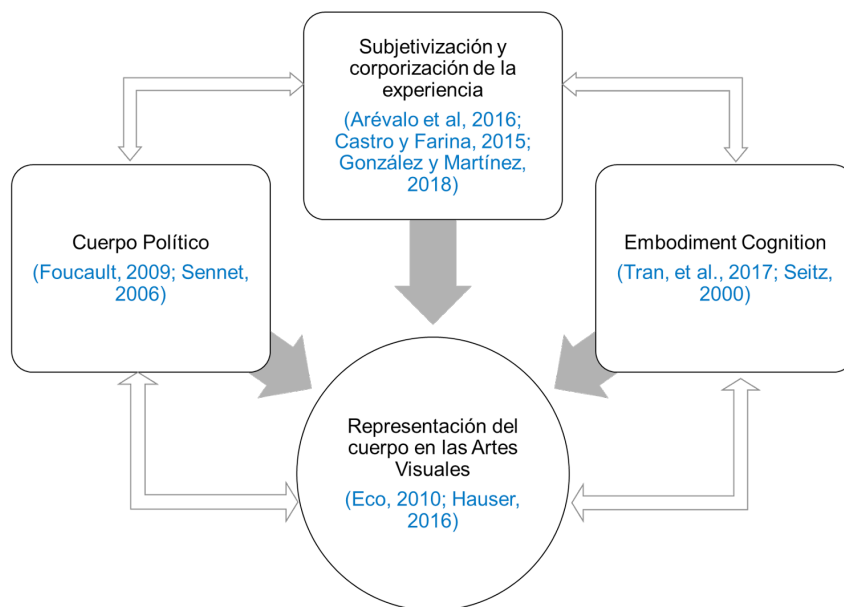 Subjetivización y
corporización de la
experiencia
(Arévalo et al, 2016;
Castro y Farina, 2015;
González y Martínez,
2018)
Cuerpo Político
(Foucault, 2009; Sennet,
2006)
Embodiment Cognition
(Tran, et al., 2017; Seitz,
2000)
Representación del
cuerpo en las Artes
Visuales
(Eco, 2010; Hauser,
2016)